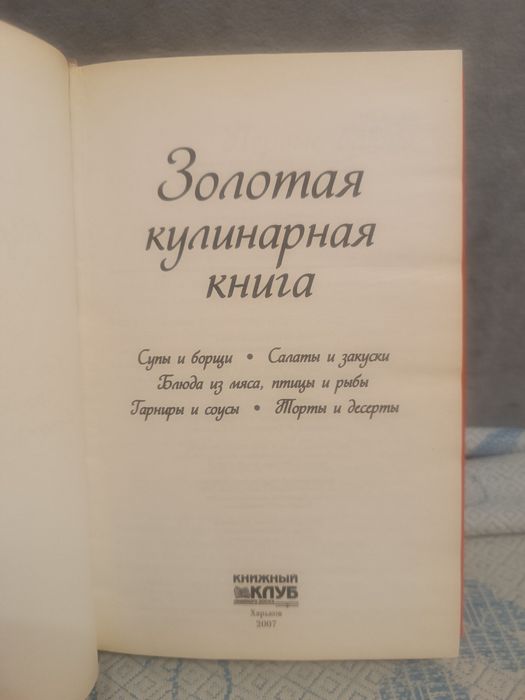 Золотая
кулинарная
книга
Супы и борщи • Салаты и закуски
Блюда из мяса, птицы и рыбы
Гарниры и соусы • Торты и десерты
КНИЖНЫЙ
КЛУБ
Харьков
2007